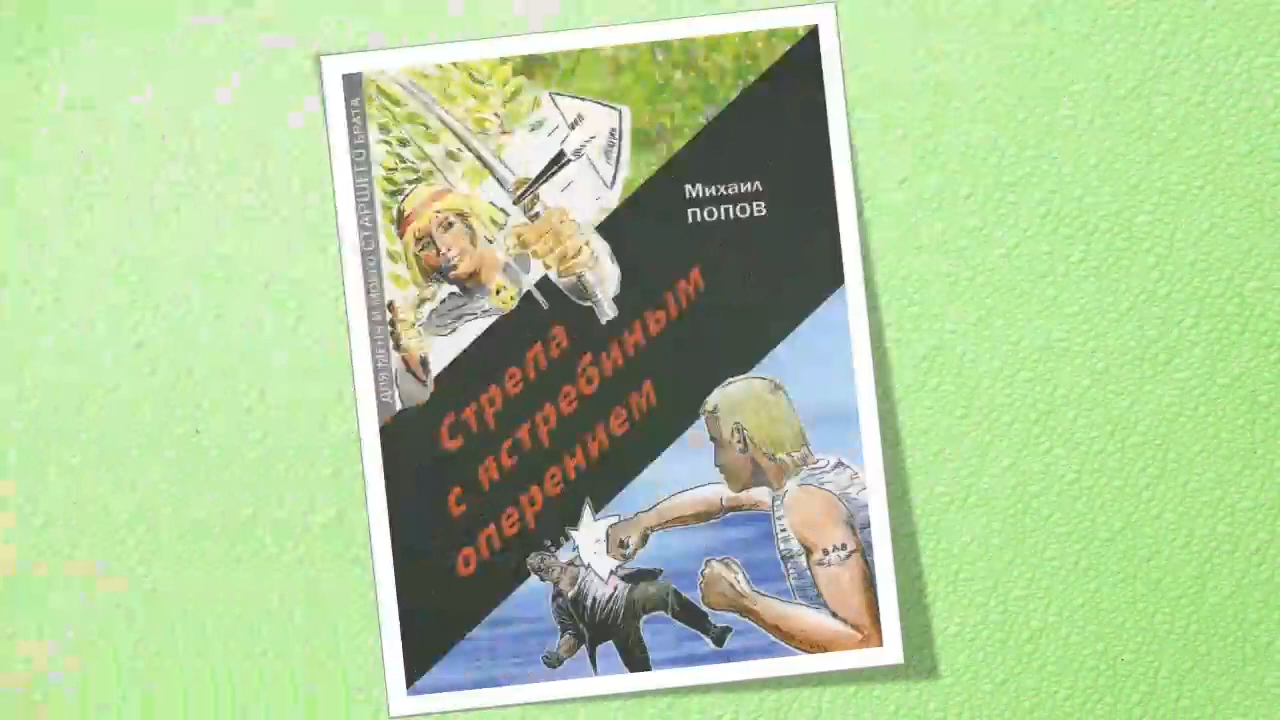 ДЛЯ МЕНЯ И МОЕГО СТАРШЕГО БРАТА
Михаил
ПОПОВ
Стрела
с ястребиным
оперением